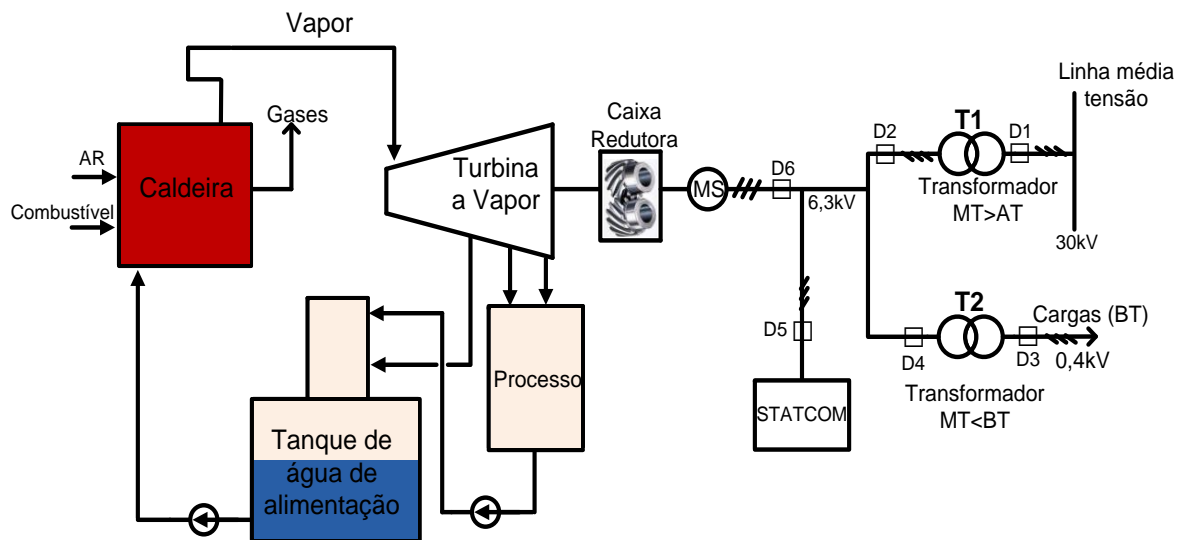 Vapor
Linha média
tensão
Caixa
Redutora
Gases
AR
Caldeira
Combustível
Turbina
a Vapor
MS
D6
6,3kV
D2
T1
D1
Transformador
MT>AT
30kV
D5
STATCOM
D4
T2
D3
Cargas (BT)
0,4kV
Transformador
MT<BT
Processo
Tanque de
água de
alimentação